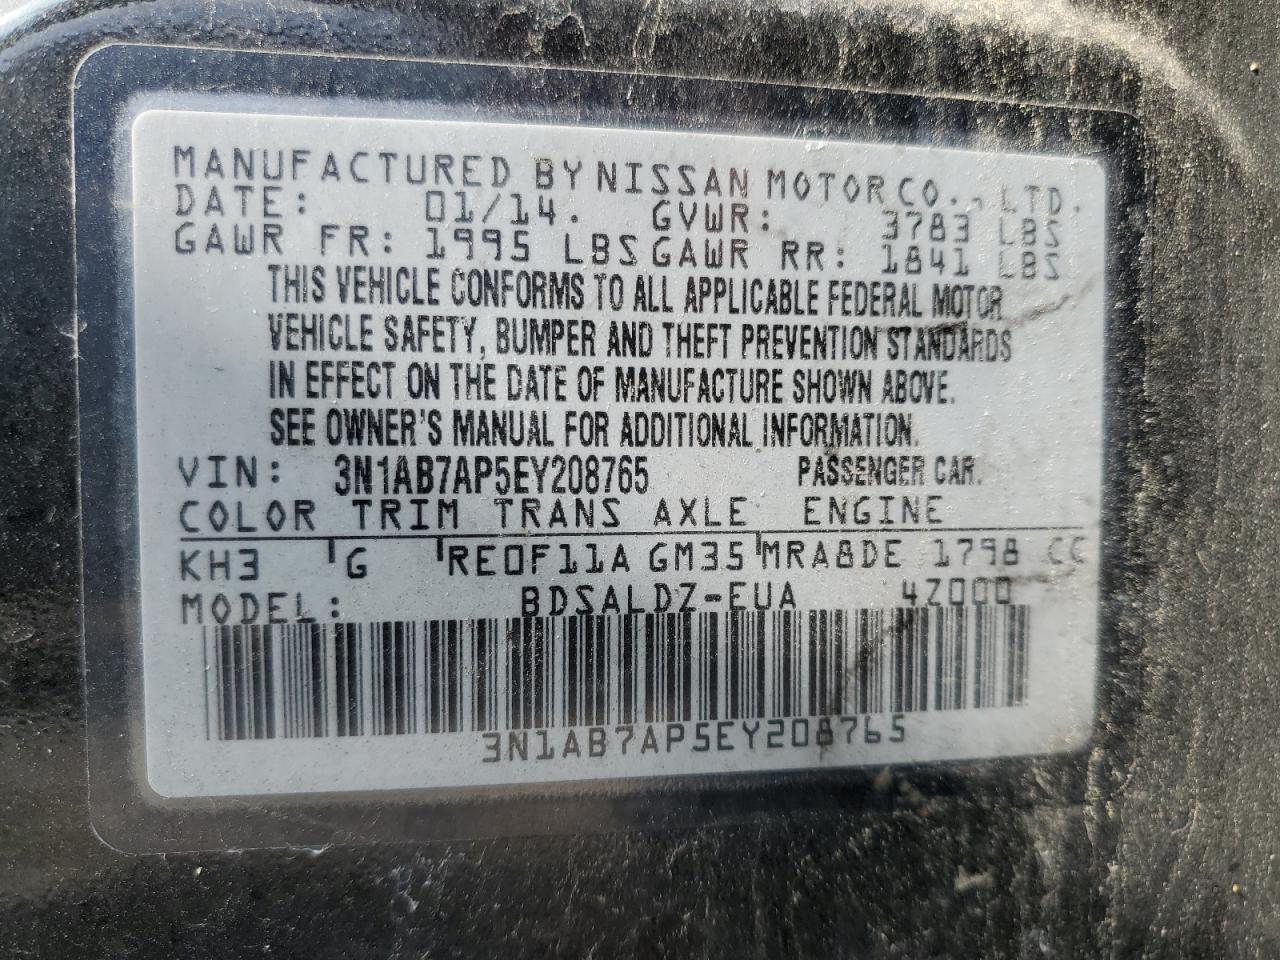 MANUFACTURED BY NISSAN MOTOR CO., LTD.
DATE: 01/14. GVWR: 3783 LBS
GAWR FR: 1995 LBS GAWR RR: 1841 LBS
THIS VEHICLE CONFORMS TO ALL APPLICABLE FEDERAL MOTOR
VEHICLE SAFETY, BUMPER AND THEFT PREVENTION STANDARDS
IN EFFECT ON THE DATE OF MANUFACTURE SHOWN ABOVE.
SEE OWNER'S MANUAL FOR ADDITIONAL INFORMATION.
VIN: 3N1AB7AP5EY208765 PASSENGER CAR.
COLOR TRIM TRANS AXLE ENGINE
KH3 G RE0F11A GM35 MRA8DE 1798 CC
MODEL: BDSALDZ-EUA 4Z000
3N1AB7AP5EY208765